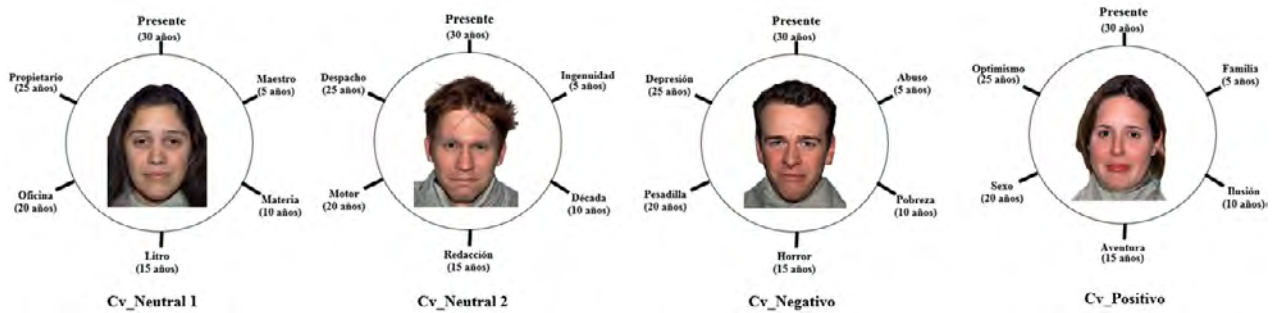 Presente
(30 años)
Maestro
(5 años)
Materia
(10 años)
Litro
(15 años)
Oficina
(20 años)
Propietario
(25 años)
Cv_Neutral 1
Presente
(30 años)
Ingenuidad
(5 años)
Década
(10 años)
Redacción
(15 años)
Motor
(20 años)
Despacho
(25 años)
Cv_Neutral 2
Presente
(30 años)
Abuso
(5 años)
Pobreza
(10 años)
Horror
(15 años)
Pesadilla
(20 años)
Depresión
(25 años)
Cv_Negativo
Presente
(30 años)
Familia
(5 años)
Ilusión
(10 años)
Aventura
(15 años)
Sexo
(20 años)
Optimismo
(25 años)
Cv_Positivo